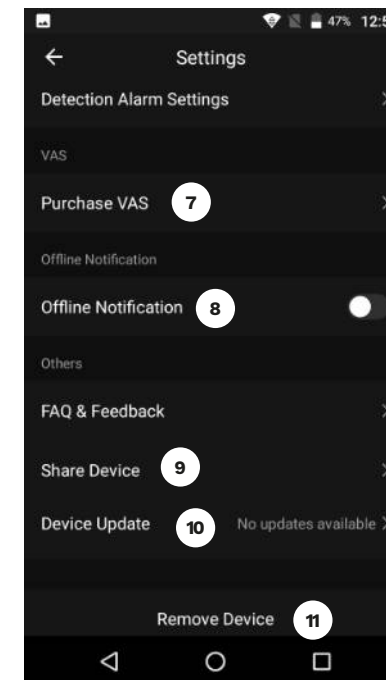 47% 12:5
Settings
Detection Alarm Settings
VAS
Purchase VAS 7
Offline Notification
Offline Notification 8
Others
FAQ & Feedback
Share Device 9
Device Update 10 No updates available
Remove Device 11